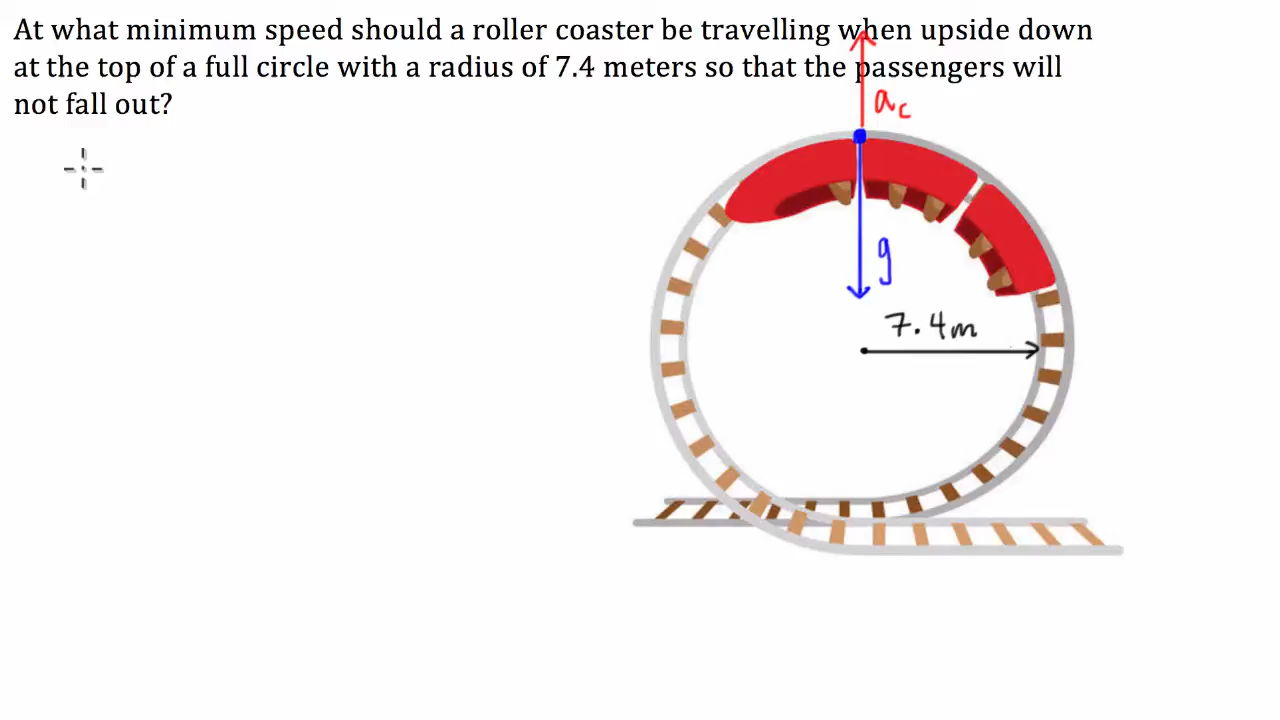 At what minimum speed should a roller coaster be travelling when upside down
at the top of a full circle with a radius of 7.4 meters so that the passengers will
not fall out?
ac
g
7.4m